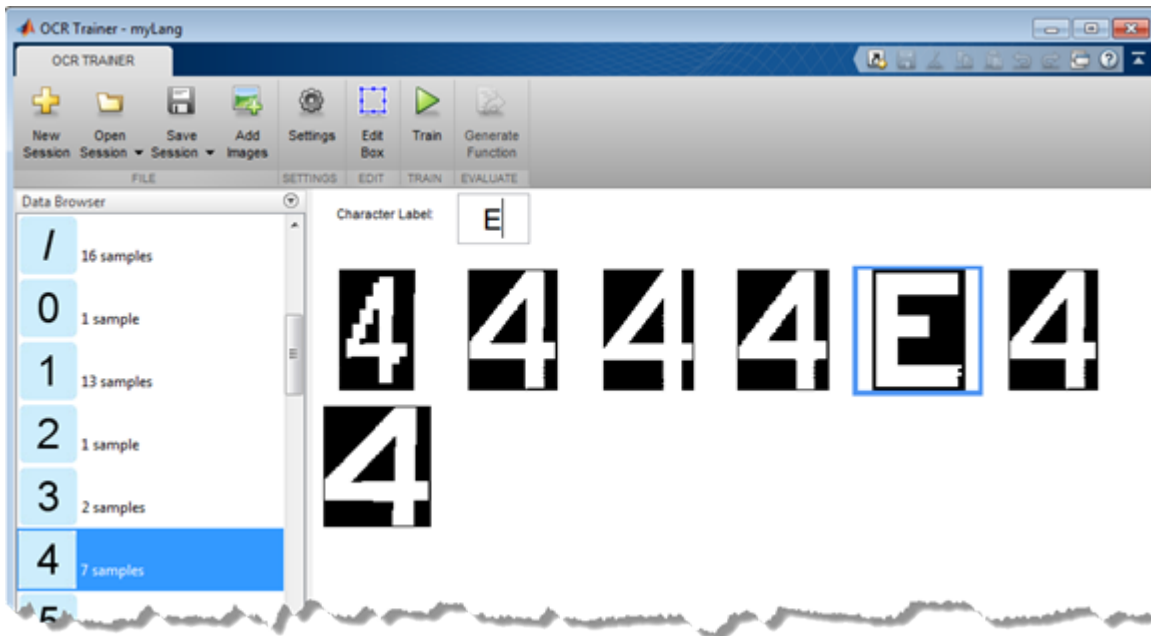 OCR Trainer - myLang
OCR TRAINER
New Session
Open Session
Save Session
Add Images
Settings
Edit Box
Train
Generate Function
FILE
SETTINGS
EDIT
TRAIN
EVALUATE
Data Browser
Character Label:
E
/
16 samples
0
1 sample
1
13 samples
2
1 sample
3
2 samples
4
7 samples
5
4 4 4 4 E 4
4